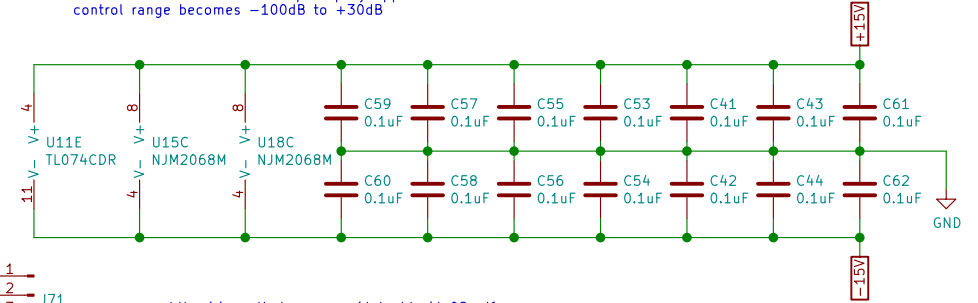 control range becomes -100dB to +30dB
+15V
4 8 8
C59 C57 C55 C53 C41 C43 C61
0.1uF 0.1uF 0.1uF 0.1uF 0.1uF 0.1uF 0.1uF
V+ V+ V+
U11E U15C U18C
TL074CDR NJM2068M NJM2068M
V- V- V-
11 4 4
C60 C58 C56 C54 C42 C44 C62
0.1uF 0.1uF 0.1uF 0.1uF 0.1uF 0.1uF 0.1uF
GND
-15V
1
2
J71